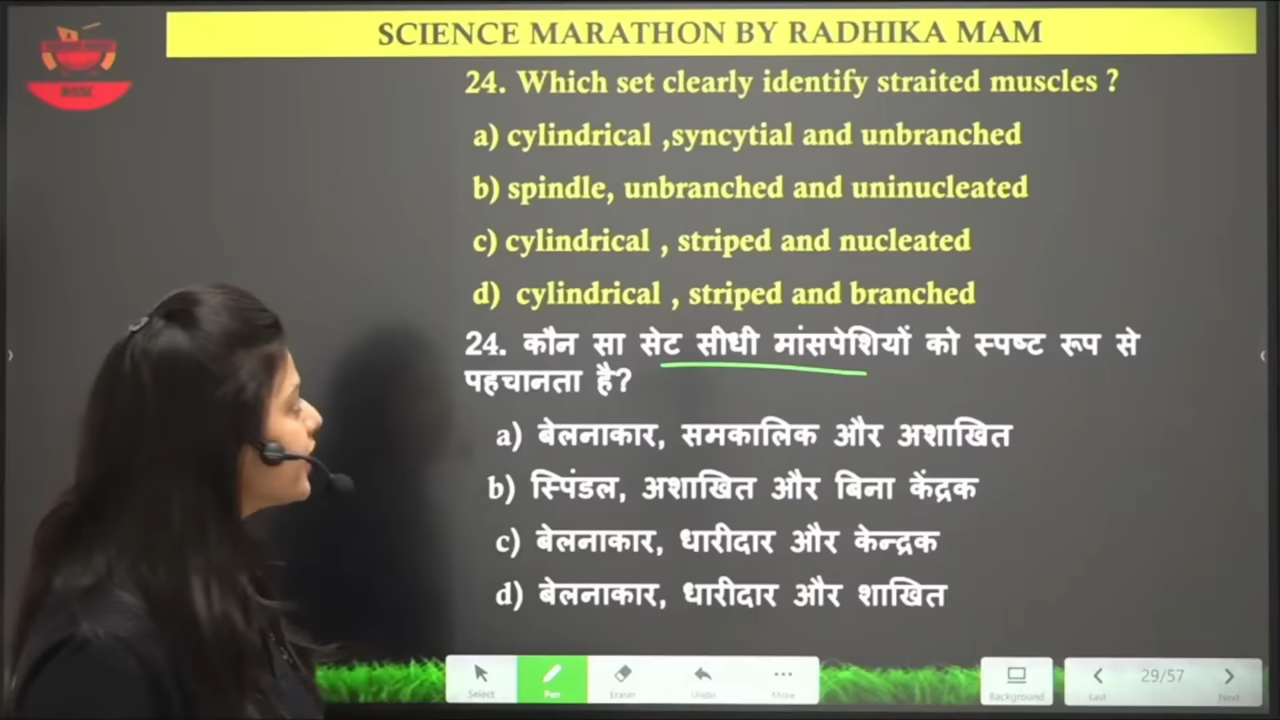 SCIENCE MARATHON BY RADHIKA MAM
24. Which set clearly identify straited muscles ?
a) cylindrical ,syncytial and unbranched
b) spindle, unbranched and uninucleated
c) cylindrical , striped and nucleated
d) cylindrical , striped and branched
24. कौन सा सेट सीधी मांसपेशियों को स्पष्ट रूप से
पहचानता है?
a) बेलनाकार, समकालिक और अशाखित
b) स्पिंडल, अशाखित और बिना केंद्रक
c) बेलनाकार, धारीदार और केन्द्रक
d) बेलनाकार, धारीदार और शाखित
Select Pen Eraser Undo More Background Last 29/57 Next